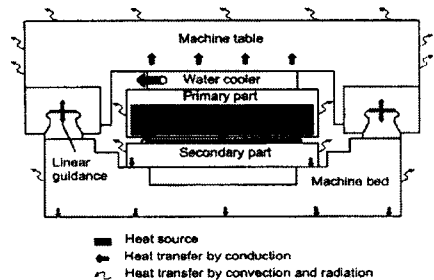 Machine table
Water cooler
Primary part
Secondary part
Linear
guidance
Machine bed
Heat source
Heat transfer by conduction
Heat transfer by convection and radiation